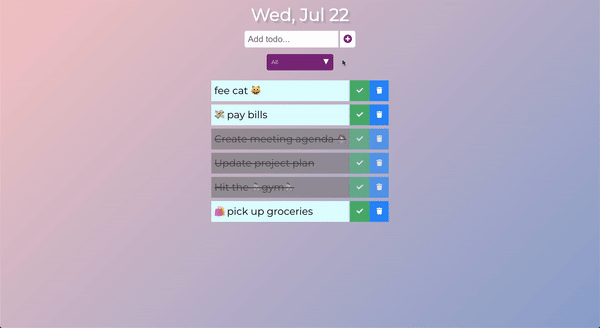 Wed, Jul 22
Add todo...
All
fee cat 😺
💸 pay bills
Create meeting agenda
Update project plan
Hit the gym
🛍️ pick up groceries